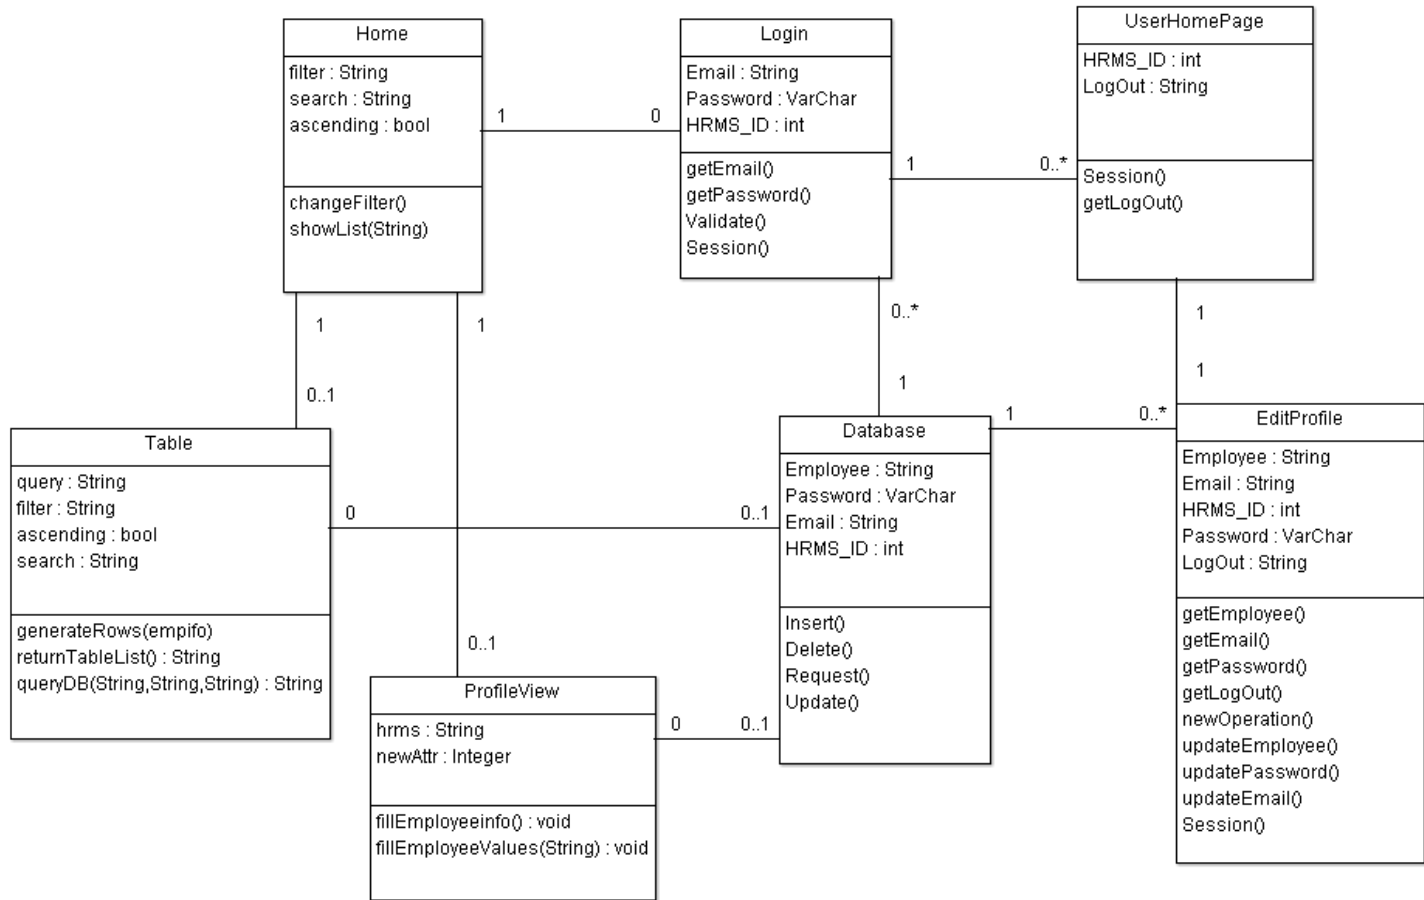 Home
filter : String
search : String
ascending : bool
changeFilter()
showList(String)
1
0
Login
Email : String
Password : VarChar
HRMS_ID : int
getEmail()
getPassword()
Validate()
Session()
1
0..*
UserHomePage
HRMS_ID : int
LogOut : String
Session()
getLogOut()
1
0..1
1
0..1
0..*
1
1
1
Table
query : String
filter : String
ascending : bool
search : String
generateRows(empifo)
returnTableList() : String
queryDB(String,String,String) : String
0
0..1
ProfileView
hrms : String
newAttr : Integer
fillEmployeeinfo() : void
fillEmployeeValues(String) : void
0
0..1
Database
Employee : String
Password : VarChar
Email : String
HRMS_ID : int
Insert()
Delete()
Request()
Update()
1
0..*
EditProfile
Employee : String
Email : String
HRMS_ID : int
Password : VarChar
LogOut : String
getEmployee()
getEmail()
getPassword()
getLogOut()
newOperation()
updateEmployee()
updatePassword()
updateEmail()
Session()